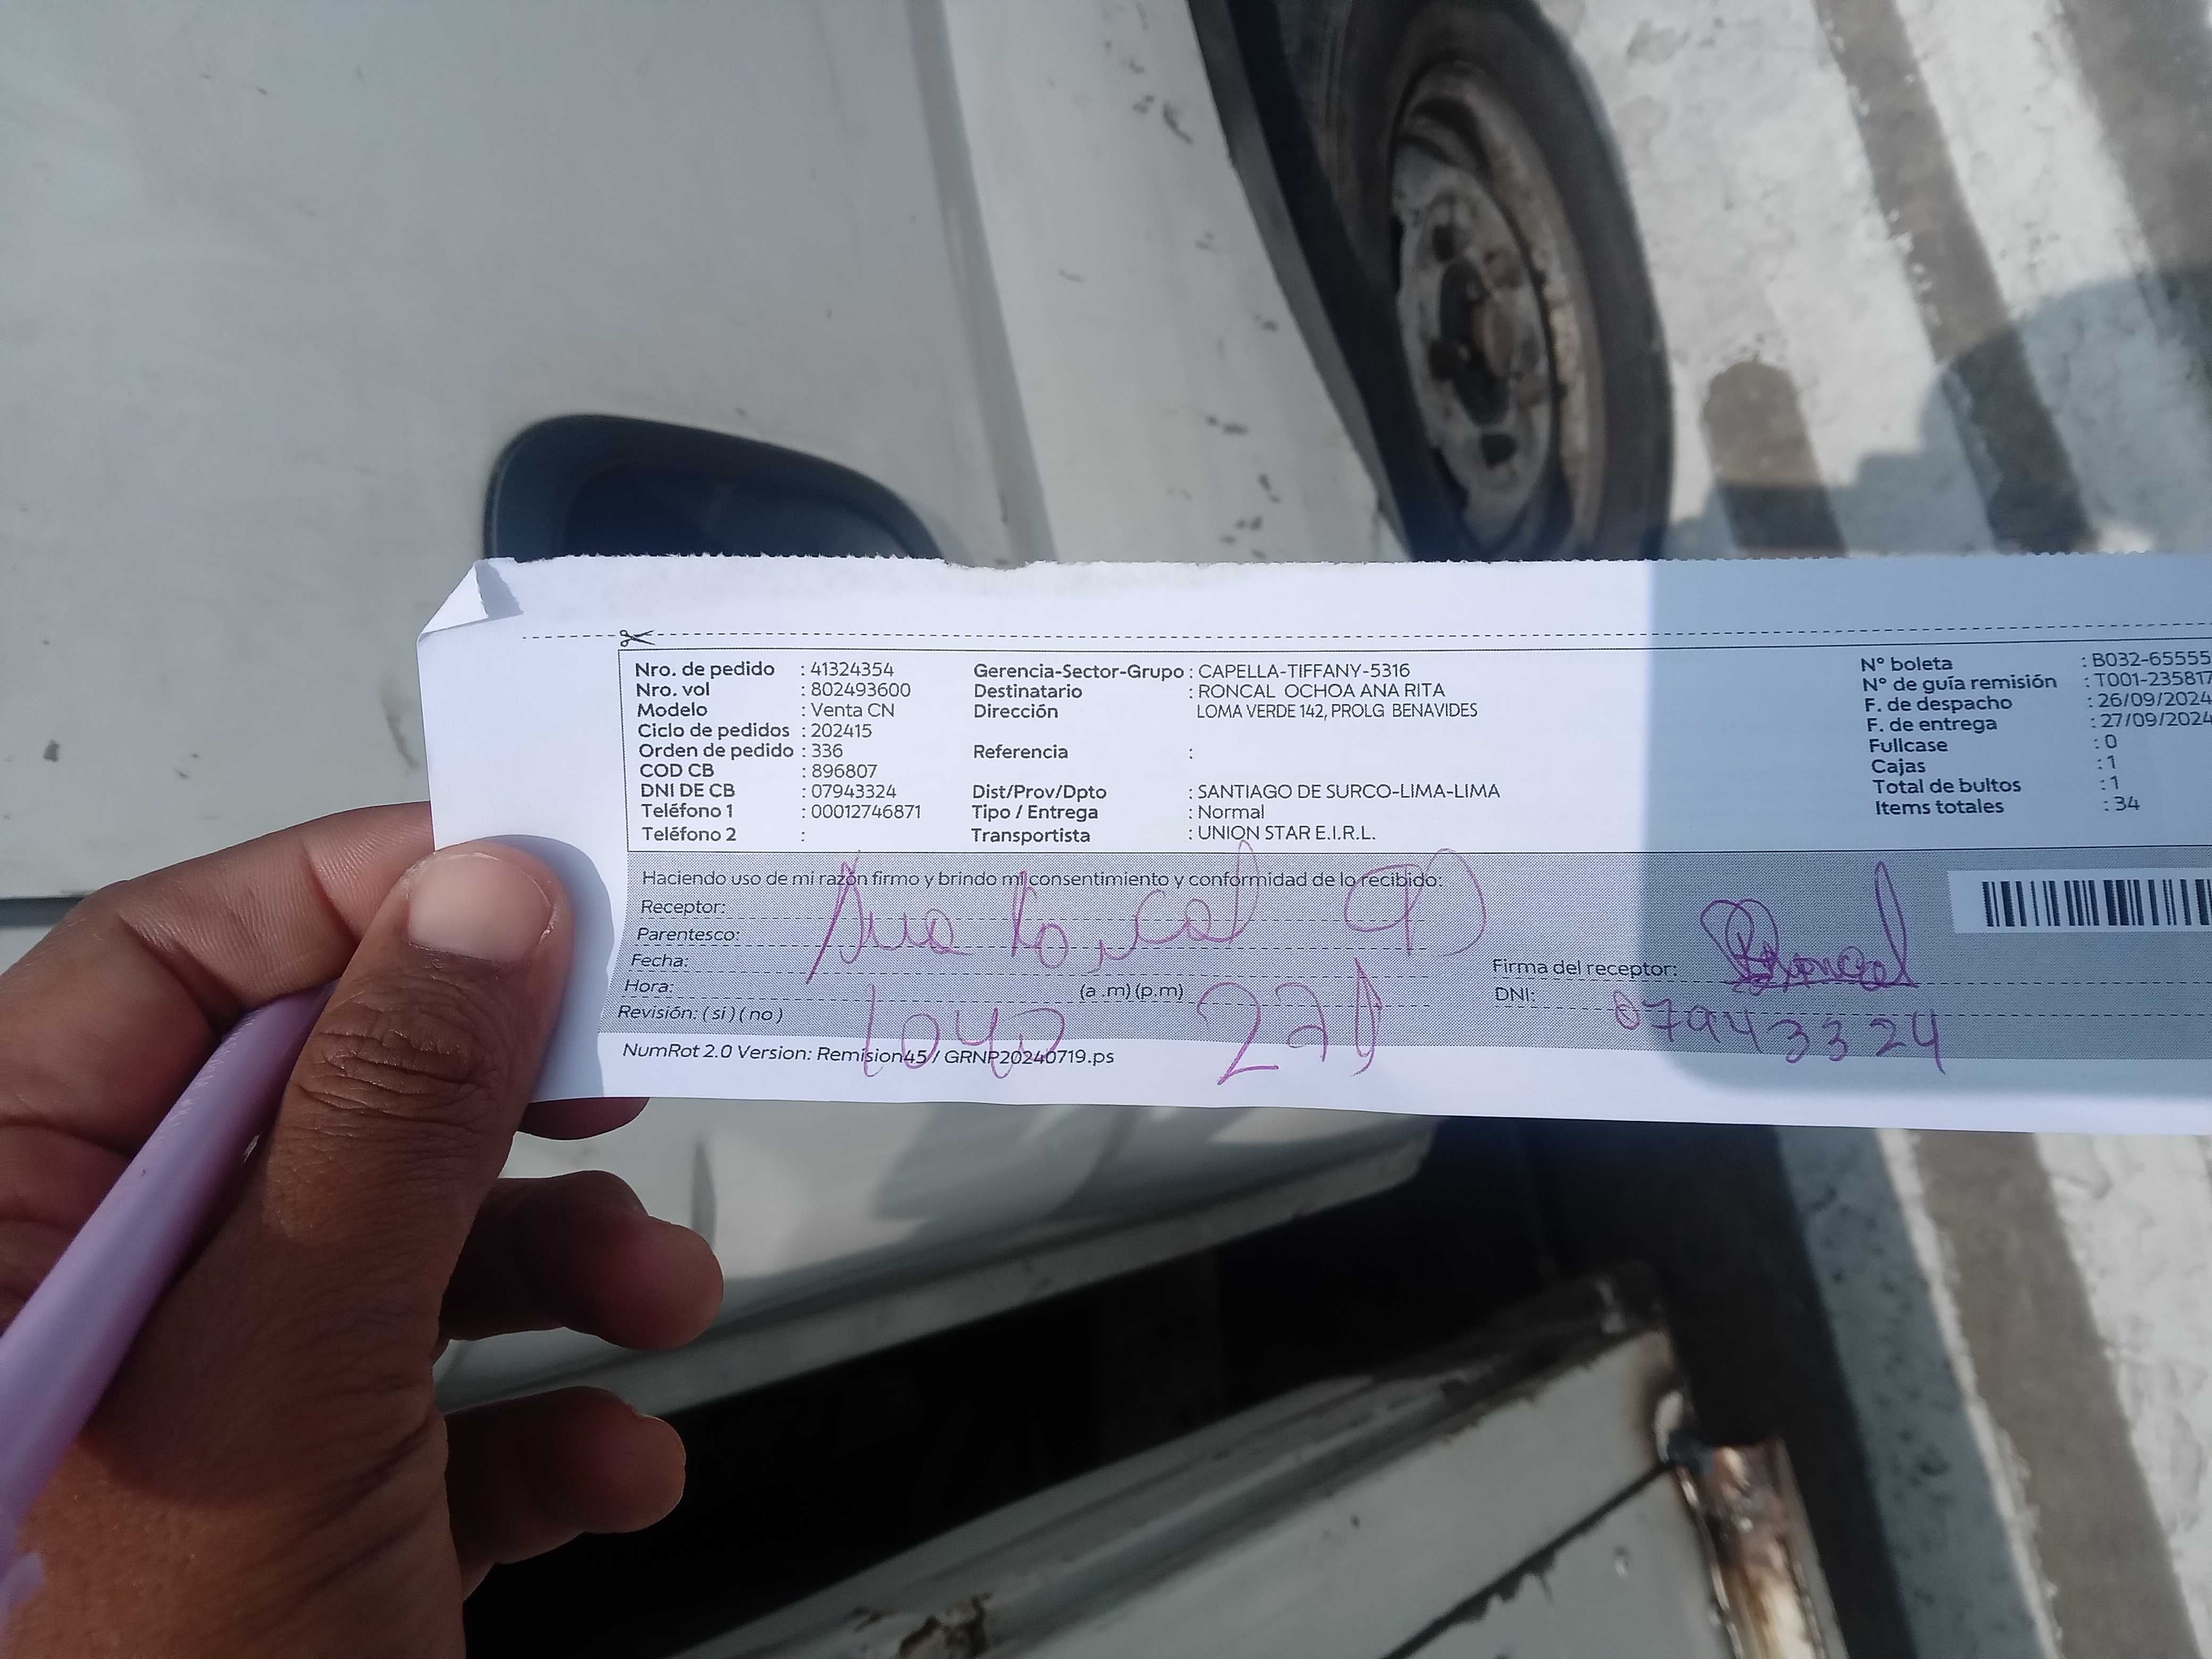 Nro. de pedido : 41324354
Nro. vol : 802493600
Modelo : Venta CN
Ciclo de pedidos : 202415
Orden de pedido : 336
COD CB : 896807
DNI DE CB : 07943324
Teléfono 1 : 00012746871
Teléfono 2 :
Gerencia-Sector-Grupo : CAPELLA-TIFFANY-5316
Destinatario : RONCAL OCHOA ANA RITA
Dirección LOMA VERDE 142, PROLG BENAVIDES
Referencia :
Dist/Prov/Dpto : SANTIAGO DE SURCO-LIMA-LIMA
Tipo / Entrega : Normal
Transportista : UNION STAR E.I.R.L.
N° boleta : B032-65555
N° de guía remisión : T001-235817
F. de despacho : 26/09/2024
F. de entrega : 27/09/2024
Fullcase : 0
Cajas : 1
Total de bultos : 1
Items totales : 34
Haciendo uso de mi razón firmo y brindo mi consentimiento y conformidad de lo recibido:
Receptor: Ana Roncal
Parentesco:
Fecha:
Hora: (a .m) (p.m)
Revisión: ( si ) ( no )
Firma del receptor: Roncal
DNI: 07943324
NumRot 2.0 Version: Remision45 / GRNP20240719.ps